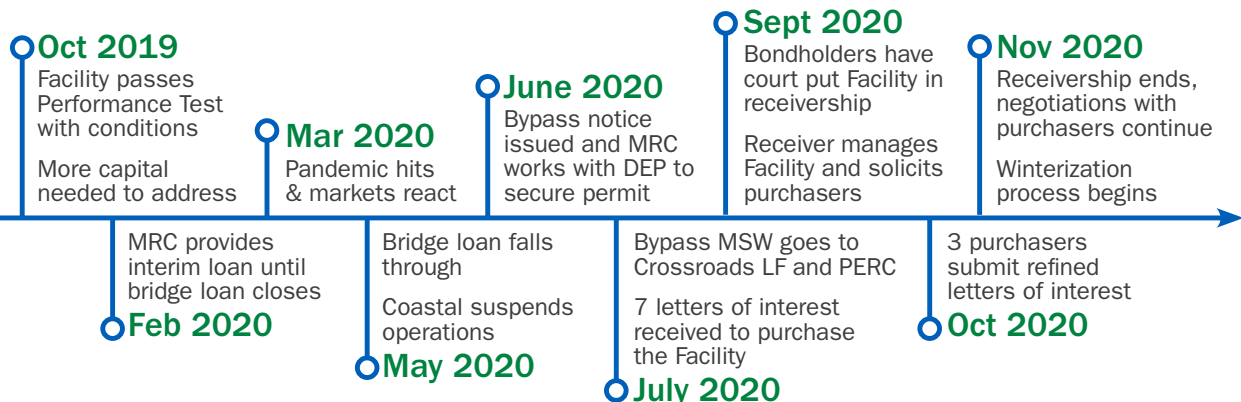 Oct 2019
Facility passes
Performance Test
with conditions
More capital
needed to address
MRC provides
interim loan until
bridge loan closes
Feb 2020
Mar 2020
Pandemic hits
& markets react
Bridge loan falls
through
Coastal suspends
operations
May 2020
June 2020
Bypass notice
issued and MRC
works with DEP to
secure permit
Bypass MSW goes to
Crossroads LF and PERC
7 letters of interest
received to purchase
the Facility
July 2020
Sept 2020
Bondholders have
court put Facility in
receivership
Receiver manages
Facility and solicits
purchasers
3 purchasers
submit refined
letters of interest
Oct 2020
Nov 2020
Receivership ends,
negotiations with
purchasers continue
Winterization
process begins